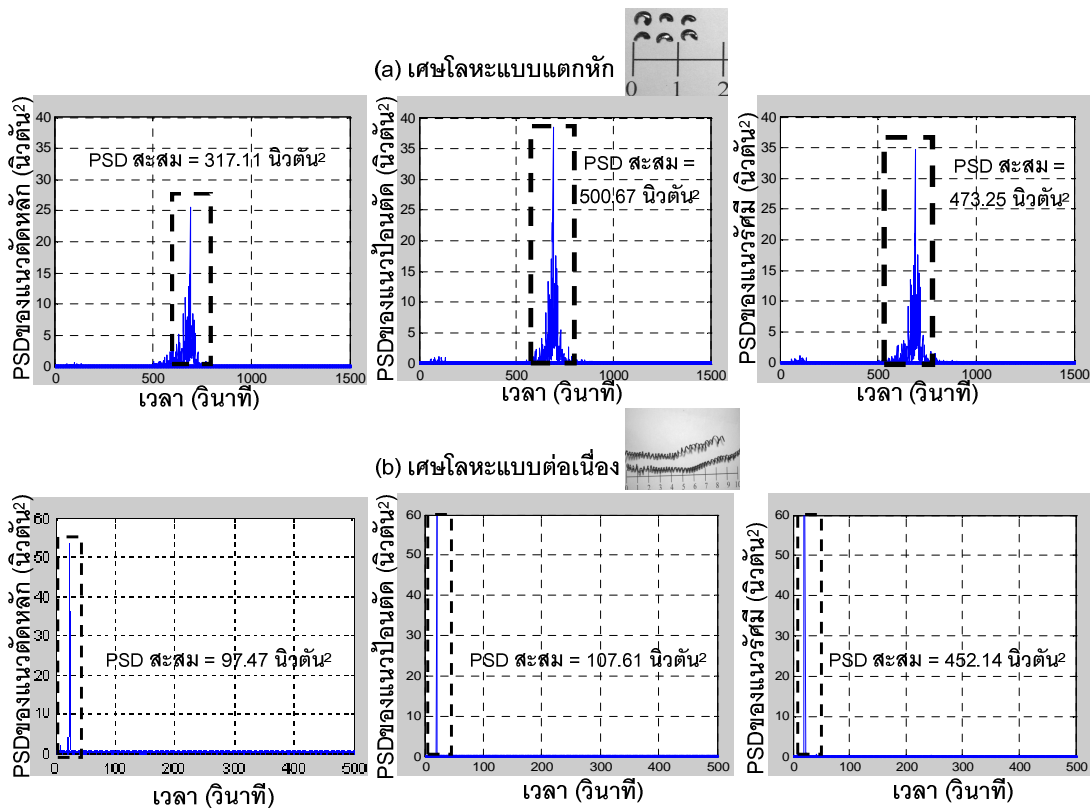 (a) เศษโลหะแบบแตกหัก
0 1 2
PSDของแนวตัดหลัก (นิวตัน²)
40
35
30
25
20
15
10
5
0
PSD สะสม = 317.11 นิวตัน²
0 500 1000 1500
เวลา (วินาที)
PSDของแนวป้อนตัด (นิวตัน²)
40
35
30
25
20
15
10
5
0
PSD สะสม =
500.67 นิวตัน²
0 500 1000 1500
เวลา (วินาที)
PSDของแนวรัศมี (นิวตัน²)
40
35
30
25
20
15
10
5
0
PSD สะสม =
473.25 นิวตัน²
0 500 1000 1500
เวลา (วินาที)
(b) เศษโลหะแบบต่อเนื่อง
1 2 3 4 5 6 7 8 9 10
PSDของแนวตัดหลัก (นิวตัน²)
60
50
40
30
20
10
0
PSD สะสม = 97.47 นิวตัน²
0 100 200 300 400 500
เวลา (วินาที)
PSDของแนวป้อนตัด (นิวตัน²)
60
50
40
30
20
10
0
PSD สะสม = 107.61 นิวตัน²
0 100 200 300 400 500
เวลา (วินาที)
PSDของแนวรัศมี (นิวตัน²)
60
50
40
30
20
10
0
PSD สะสม = 452.14 นิวตัน²
0 100 200 300 400 500
เวลา (วินาที)